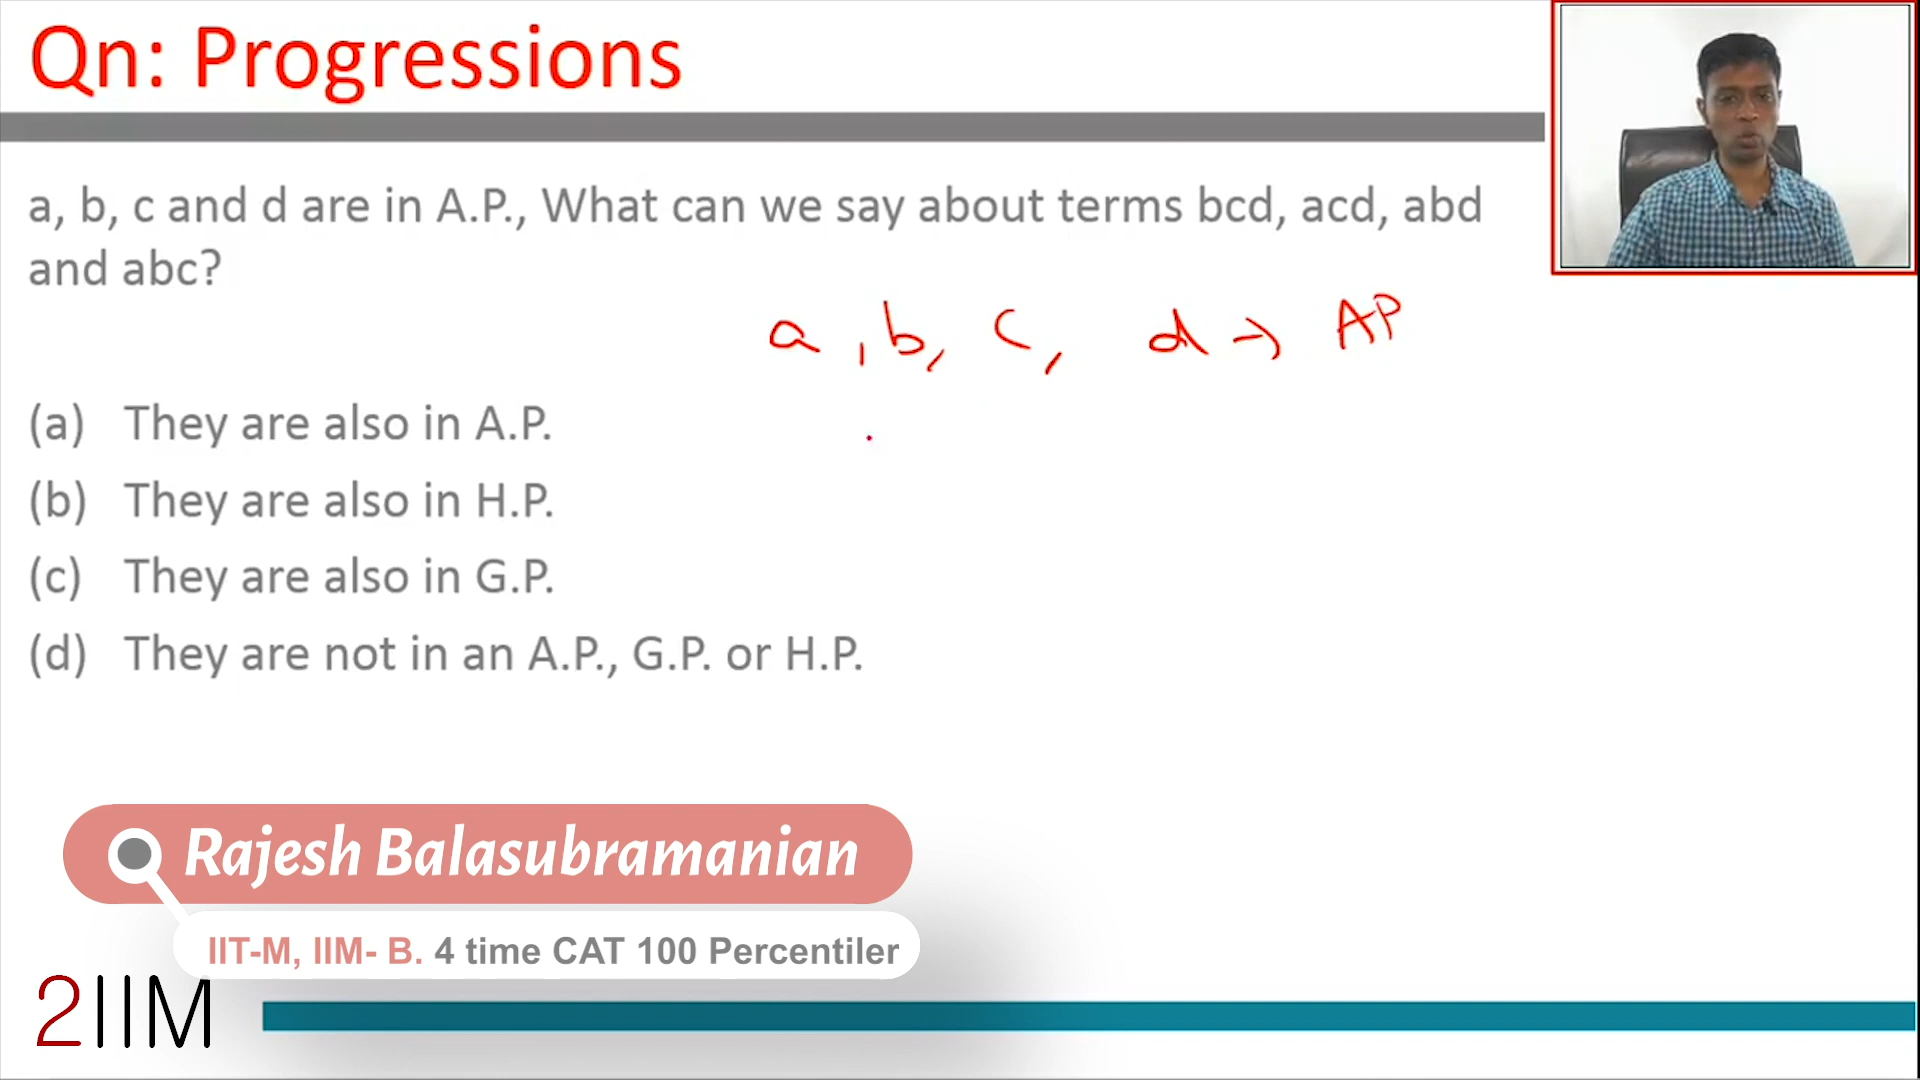 Qn: Progressions
a, b, c and d are in A.P., What can we say about terms bcd, acd, abd
and abc?
a, b, c, d → AP
(a) They are also in A.P.
(b) They are also in H.P.
(c) They are also in G.P.
(d) They are not in an A.P., G.P. or H.P.
Rajesh Balasubramanian
IIT-M, IIM- B. 4 time CAT 100 Percentiler
2IIM